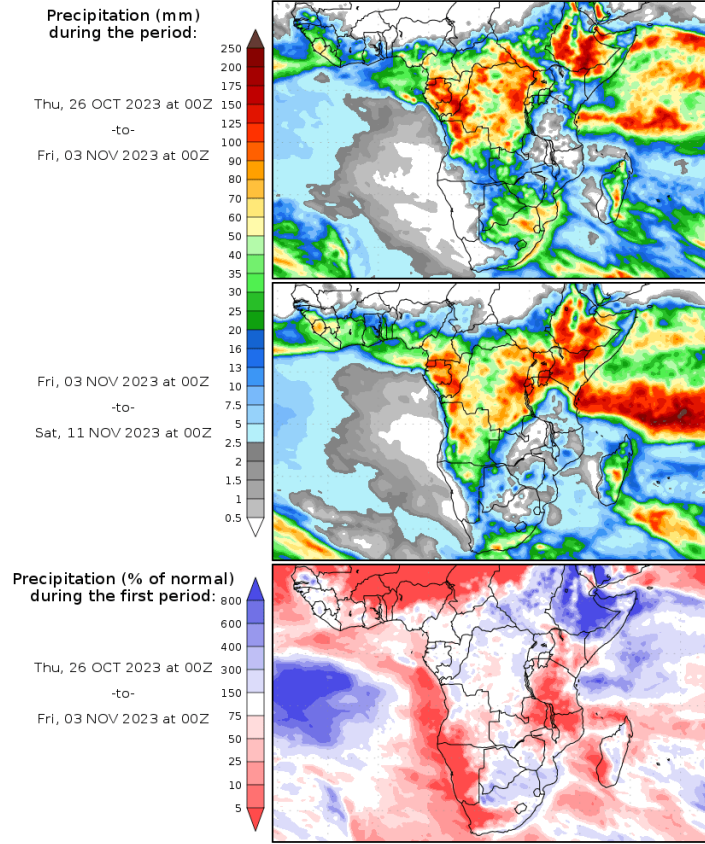 Precipitation (mm)
during the period:
Thu, 26 OCT 2023 at 00Z
-to-
Fri, 03 NOV 2023 at 00Z
Fri, 03 NOV 2023 at 00Z
-to-
Sat, 11 NOV 2023 at 00Z
250
200
175
150
125
100
90
80
70
60
50
40
35
30
25
20
16
13
10
7.5
5
2.5
2
1.5
1
0.5
Precipitation (% of normal)
during the first period:
Thu, 26 OCT 2023 at 00Z
-to-
Fri, 03 NOV 2023 at 00Z
800
600
400
300
150
75
50
25
10
5